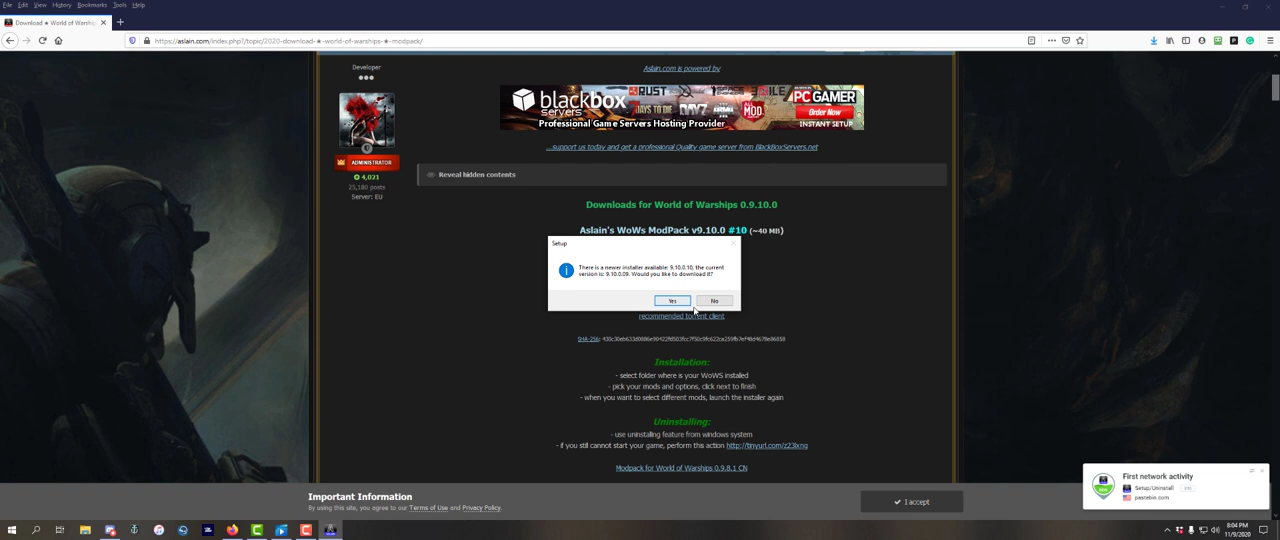 File Edit View History Bookmarks Tools Help
Download ★ World of Warships
https://aslain.com/index.php?/topic/2020-download-★-world-of-warships-★-modpack/
Developer
ADMINISTRATOR
4,021
25,180 posts
Server: EU
Aslain.com is powered by
blackbox
servers
Professional Game Servers Hosting Provider
RUST
DAYZ
ALL MOD
PC GAMER
Order Now
INSTANT SETUP
...support us today and get a professional Quality game server from BlackBoxServers.net
Reveal hidden contents
Downloads for World of Warships 0.9.10.0
Aslain's WoWs ModPack v9.10.0 #10 (~40 MB)
Setup
There is a newer installer available: 9.10.0.10, the current
version is: 9.10.0.09. Would you like to download it?
Yes No
recommended torrent client
SHA-256:
Installation:
- select folder where is your WoWS installed
- pick your mods and options, click next to finish
- when you want to select different mods, launch the installer again
Uninstalling:
- use uninstalling feature from windows system
- if you still cannot start your game, perform this action http://tinyurl.com/z23lxng
Modpack for World of Warships 0.9.8.1 CN
Important Information
By using this site, you agree to our Terms of Use and Privacy Policy.
I accept
First network activity
Setup/Uninstall
pastebin.com
8:04 PM
11/9/2020